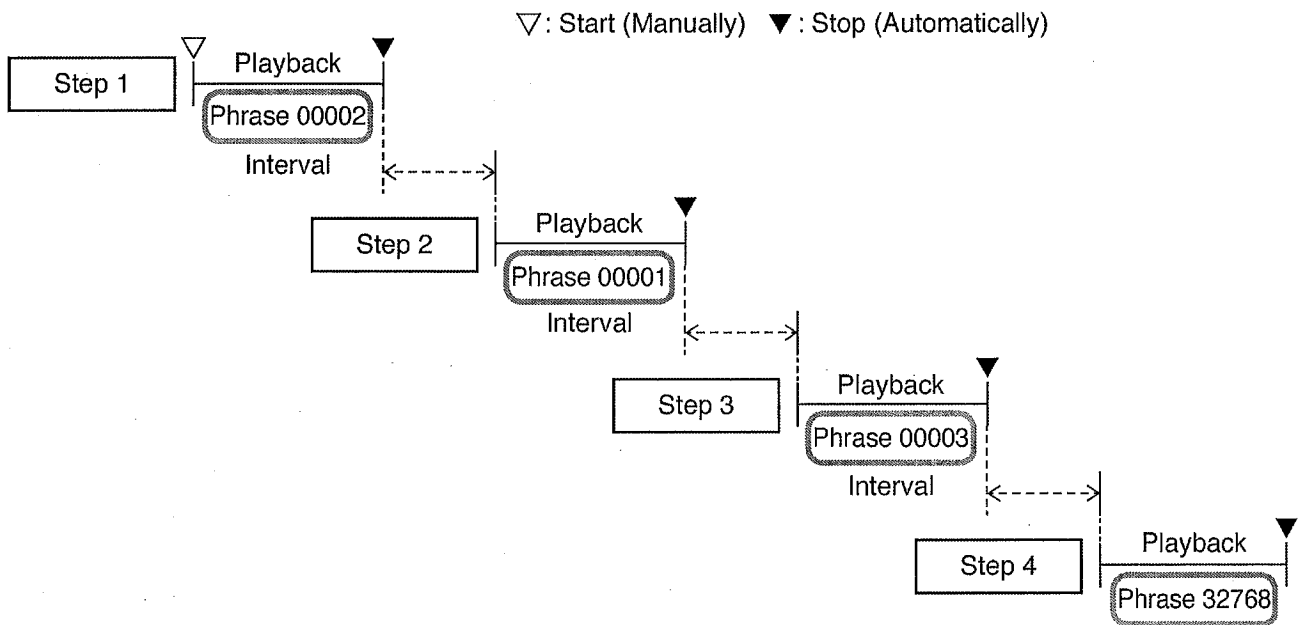 ▽: Start (Manually) ▼: Stop (Automatically)
Playback
Step 1
Phrase 00002
Interval
Playback
Step 2
Phrase 00001
Interval
Playback
Step 3
Phrase 00003
Interval
Playback
Step 4
Phrase 32768